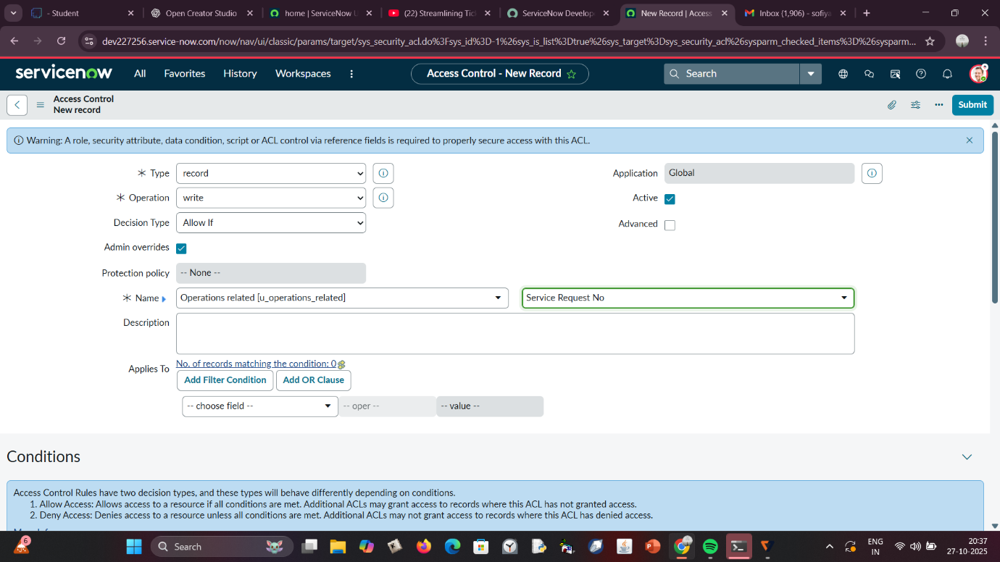 - Student
Open Creator Studio
home | ServiceNow U
(22) Streamlining Tic
ServiceNow Develop
New Record | Access
Inbox (1,906) - sofiya
dev227256.service-now.com/now/nav/ui/classic/params/target/sys_security_acl.do%3Fsys_id%3D-1%26sys_is_list%3Dtrue%26sys_target%3Dsys_security_acl%26sysparm_checked_items%3D%26sysparm...
servicenow
All
Favorites
History
Workspaces
Access Control - New Record
Search
Access Control
New record
Submit
Warning: A role, security attribute, data condition, script or ACL control via reference fields is required to properly secure access with this ACL.
Type
record
Application
Global
Operation
write
Active
Decision Type
Allow If
Advanced
Admin overrides
Protection policy
-- None --
Name
Operations related [u_operations_related]
Service Request No
Description
Applies To
No. of records matching the condition: 0
Add Filter Condition
Add OR Clause
-- choose field --
-- oper --
-- value --
Conditions
Access Control Rules have two decision types, and these types will behave differently depending on conditions.
1. Allow Access: Allows access to a resource if all conditions are met. Additional ACLs may grant access to records where this ACL has not granted access.
2. Deny Access: Denies access to a resource unless all conditions are met. Additional ACLs may not grant access to records where this ACL has denied access.
6
Search
ENG
IN
20:37
27-10-2025